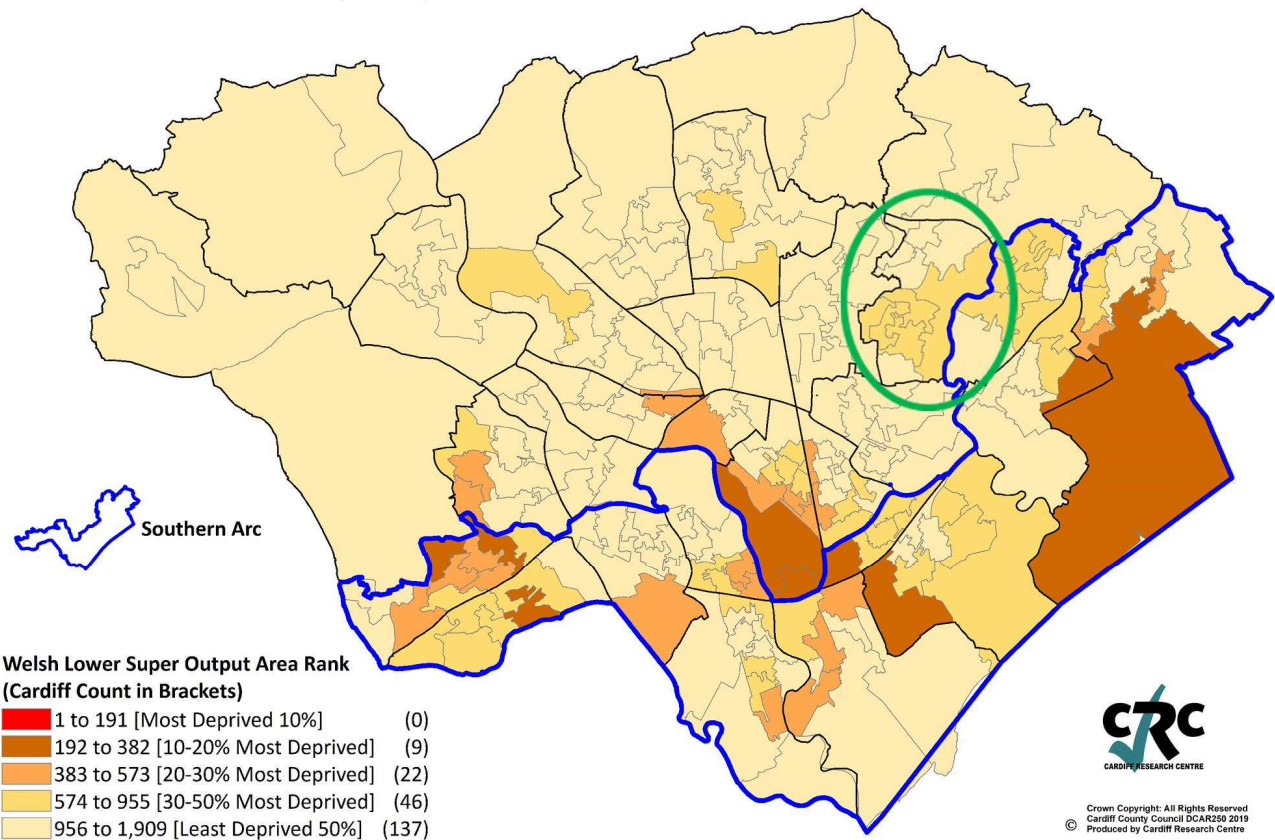 Southern Arc
Welsh Lower Super Output Area Rank
(Cardiff Count in Brackets)
1 to 191 [Most Deprived 10%] (0)
192 to 382 [10-20% Most Deprived] (9)
383 to 573 [20-30% Most Deprived] (22)
574 to 955 [30-50% Most Deprived] (46)
956 to 1,909 [Least Deprived 50%] (137)
CRC
CARDIFF RESEARCH CENTRE
Crown Copyright: All Rights Reserved
Cardiff County Council DCAR250 2019
© Produced by Cardiff Research Centre